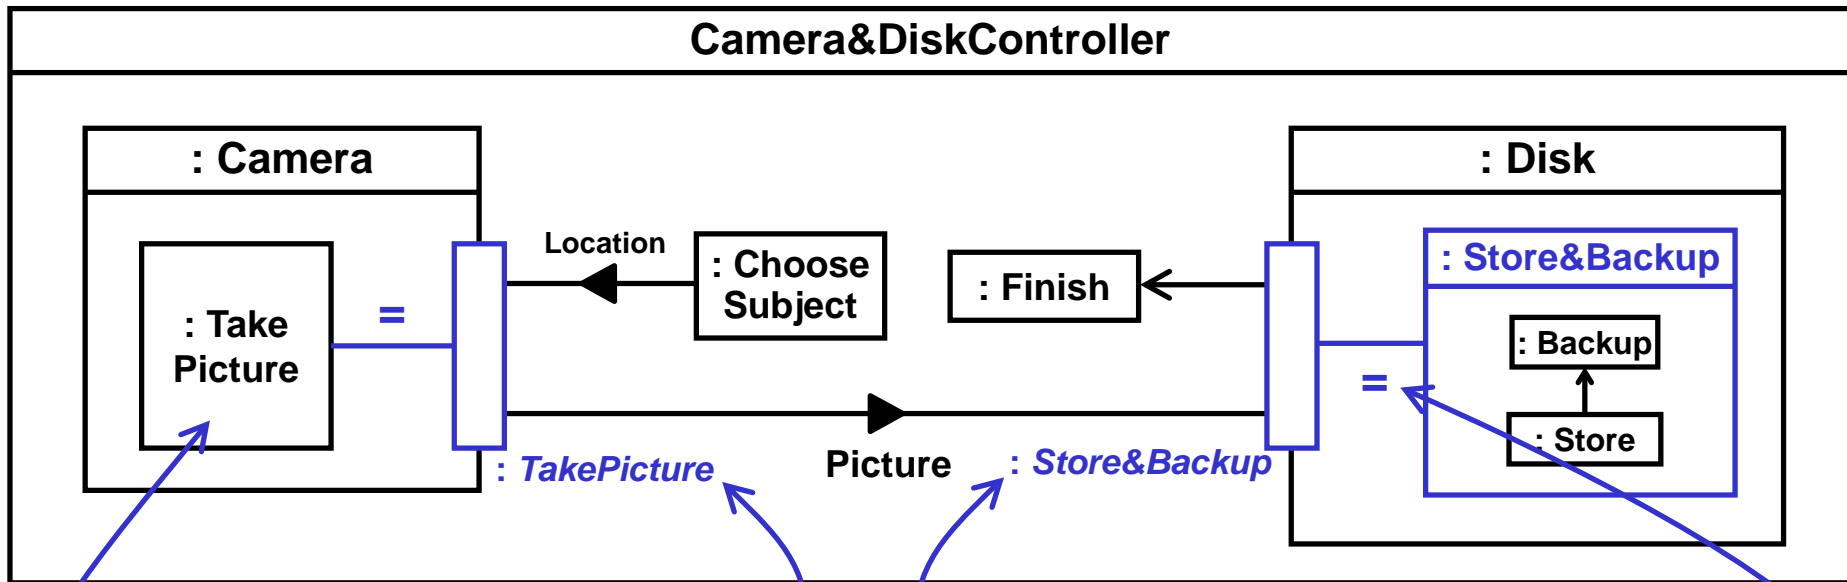 Camera&DiskController
: Camera
: Disk
Location
: Choose
Subject
: Finish
: Store&Backup
: Take
Picture
=
: Backup
=
: Store
: TakePicture
Picture
: Store&Backup